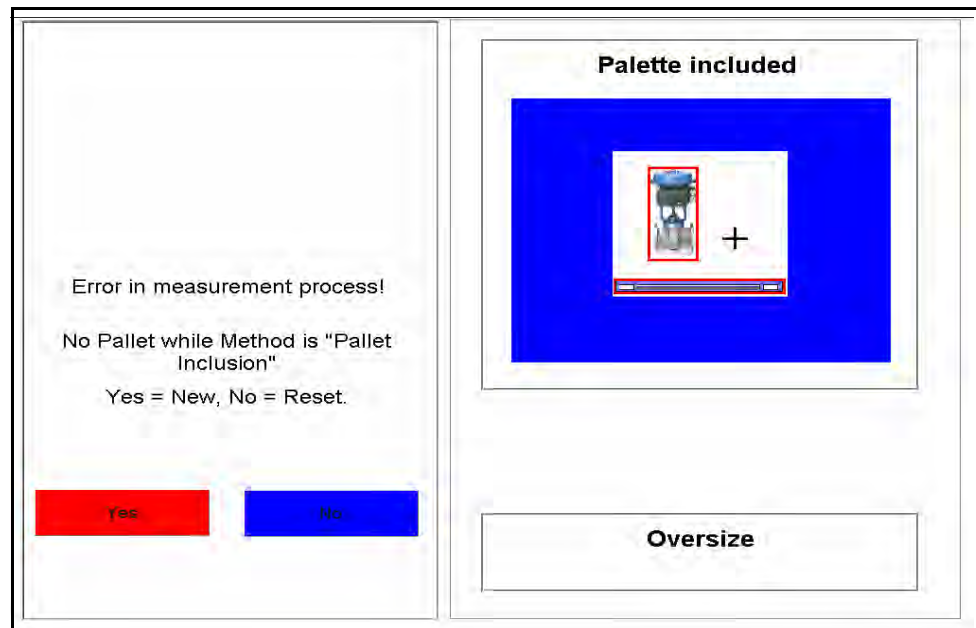 Error in measurement process!
No Pallet while Method is "Pallet
Inclusion"
Yes = New, No = Reset.
Yes
No
Palette included
Oversize